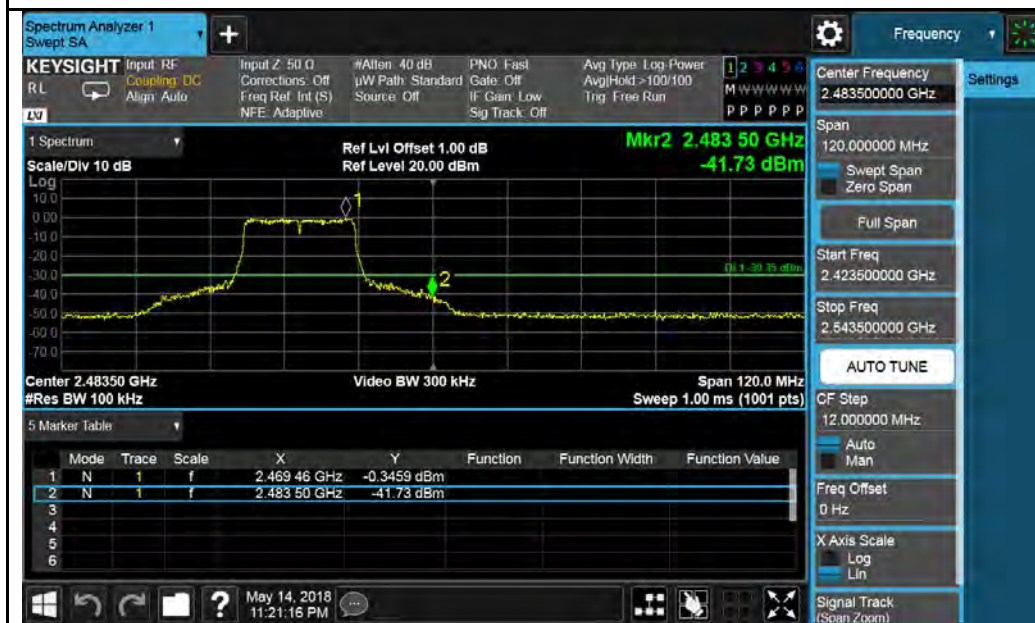 Spectrum Analyzer 1
Swept SA
+
Frequency
KEYSIGHT
RL
LXI
Input: RF
Coupling: DC
Align: Auto
Input Z: 50 Ω
Corrections: Off
Freq Ref: Int (S)
NFE: Adaptive
#Atten: 40 dB
µW Path: Standard
Source: Off
PNO: Fast
Gate: Off
IF Gain: Low
Sig Track: Off
Avg Type: Log-Power
Avg|Hold:>100/100
Trig: Free Run
1 2 3 4 5 6
M W W W W W
P P P P P P
1 Spectrum
Scale/Div 10 dB
Ref Lvl Offset 1.00 dB
Ref Level 20.00 dBm
Mkr2 2.483 50 GHz
-41.73 dBm
Log
10.0
0.00
-10.0
-20.0
-30.0
-40.0
-50.0
-60.0
-70.0
1
2
DL1 -30.35 dBm
Center 2.48350 GHz
#Res BW 100 kHz
Video BW 300 kHz
Span 120.0 MHz
Sweep 1.00 ms (1001 pts)
5 Marker Table
Mode Trace Scale X Y Function Function Width Function Value
1 N 1 f 2.469 46 GHz -0.3459 dBm
2 N 1 f 2.483 50 GHz -41.73 dBm
3
4
5
6
May 14, 2018
11:21:16 PM
?
Center Frequency
2.483500000 GHz
Settings
Span
120.000000 MHz
Swept Span
Zero Span
Full Span
Start Freq
2.423500000 GHz
Stop Freq
2.543500000 GHz
AUTO TUNE
CF Step
12.000000 MHz
Auto
Man
Freq Offset
0 Hz
X Axis Scale
Log
Lin
Signal Track
(Span Zoom)